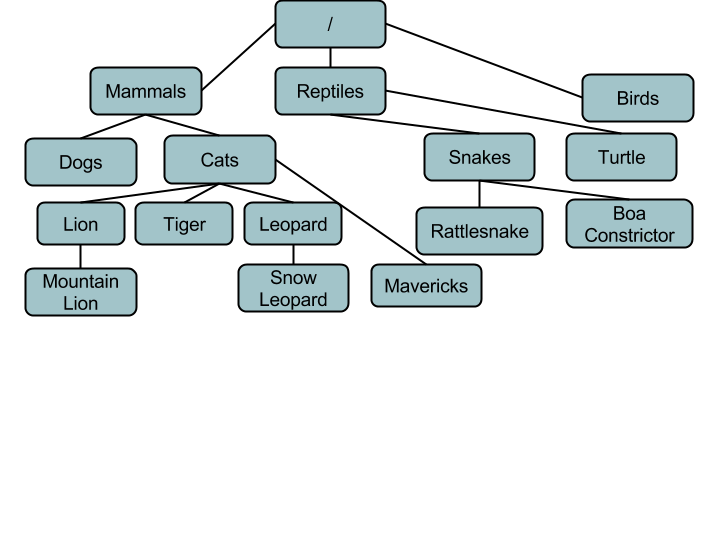 /
Mammals
Reptiles
Birds
Dogs
Cats
Snakes
Turtle
Lion
Tiger
Leopard
Rattlesnake
Boa
Constrictor
Mountain
Lion
Snow
Leopard
Mavericks